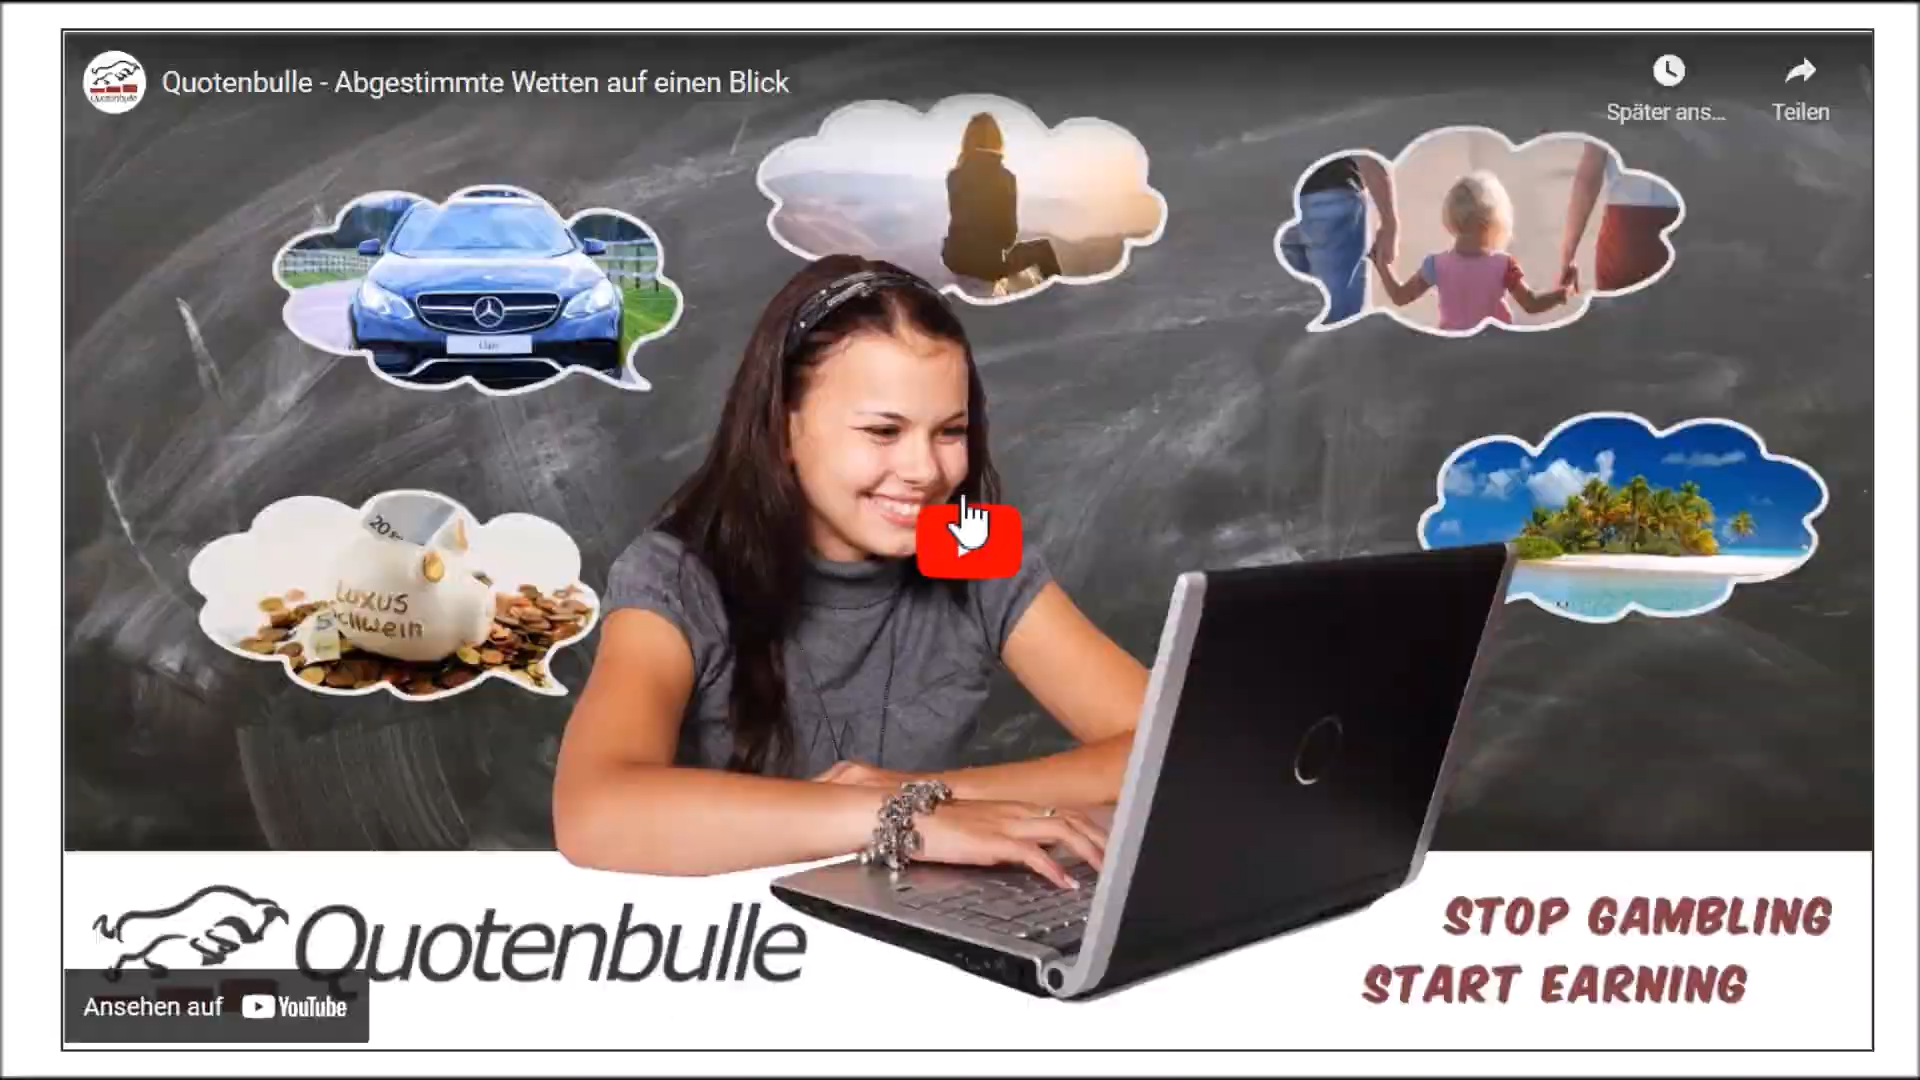 Quotenbulle - Abgestimmte Wetten auf einen Blick
Später ans...
Teilen
20
Luxus
Schwein
Quotenbulle
STOP GAMBLING
START EARNING
Ansehen auf YouTube